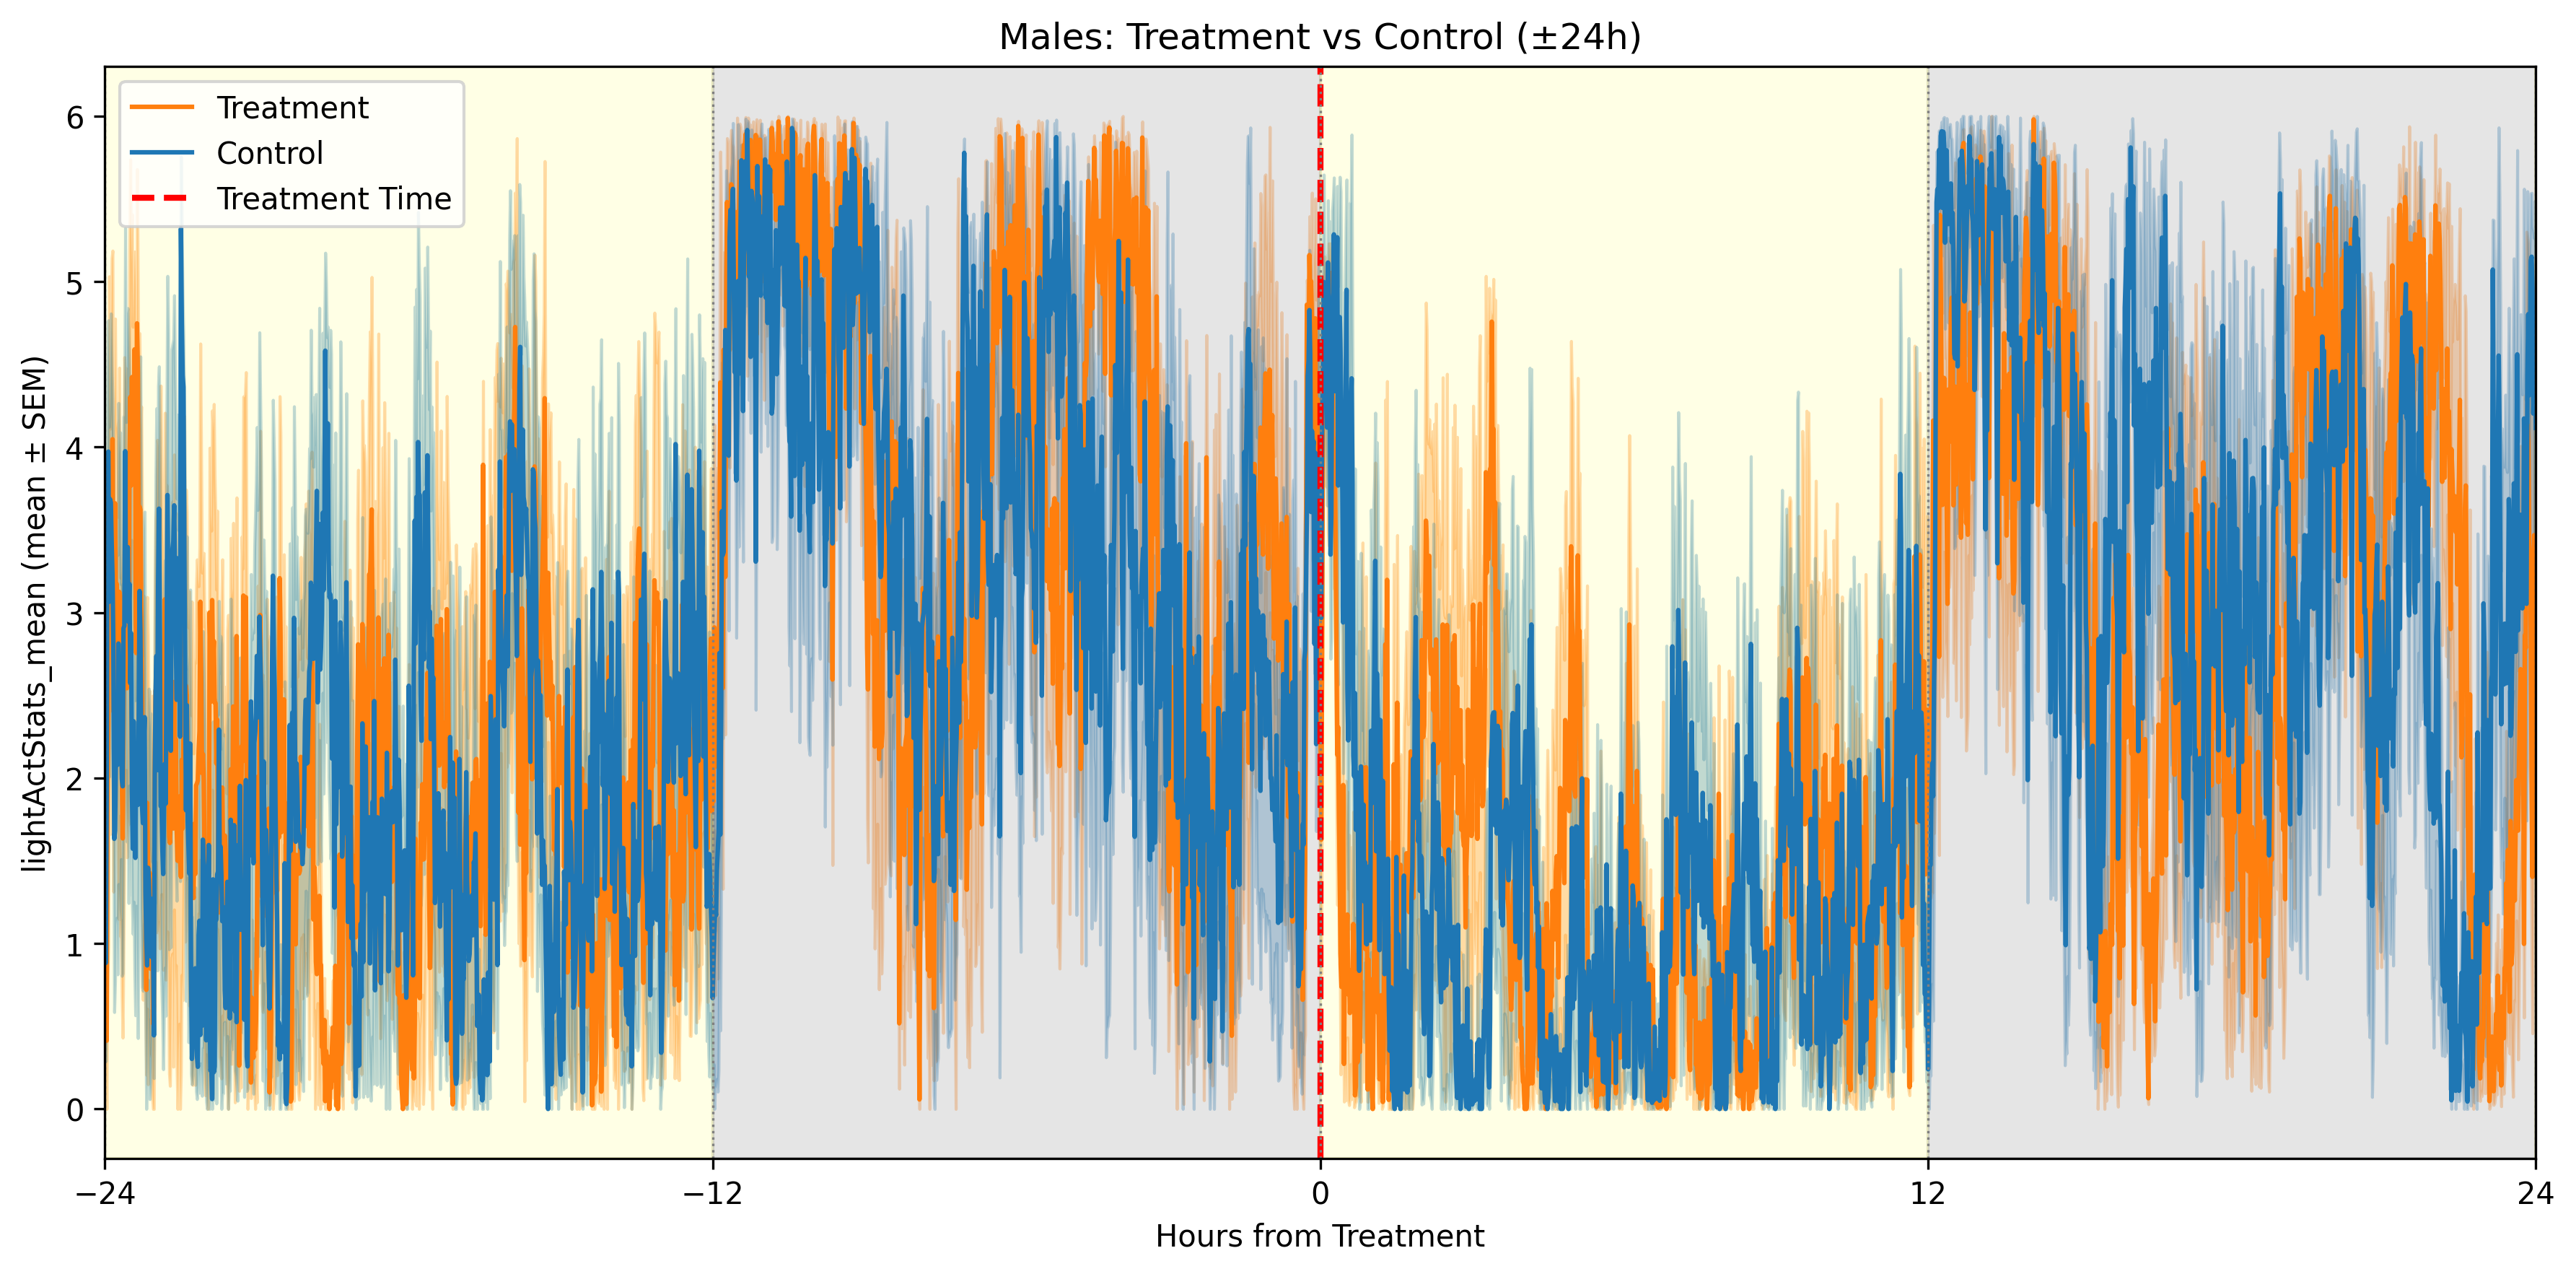 Males: Treatment vs Control (±24h)
Treatment
Control
Treatment Time
lightActStats_mean (mean ± SEM)
6
5
4
3
2
1
0
−24
−12
0
12
24
Hours from Treatment